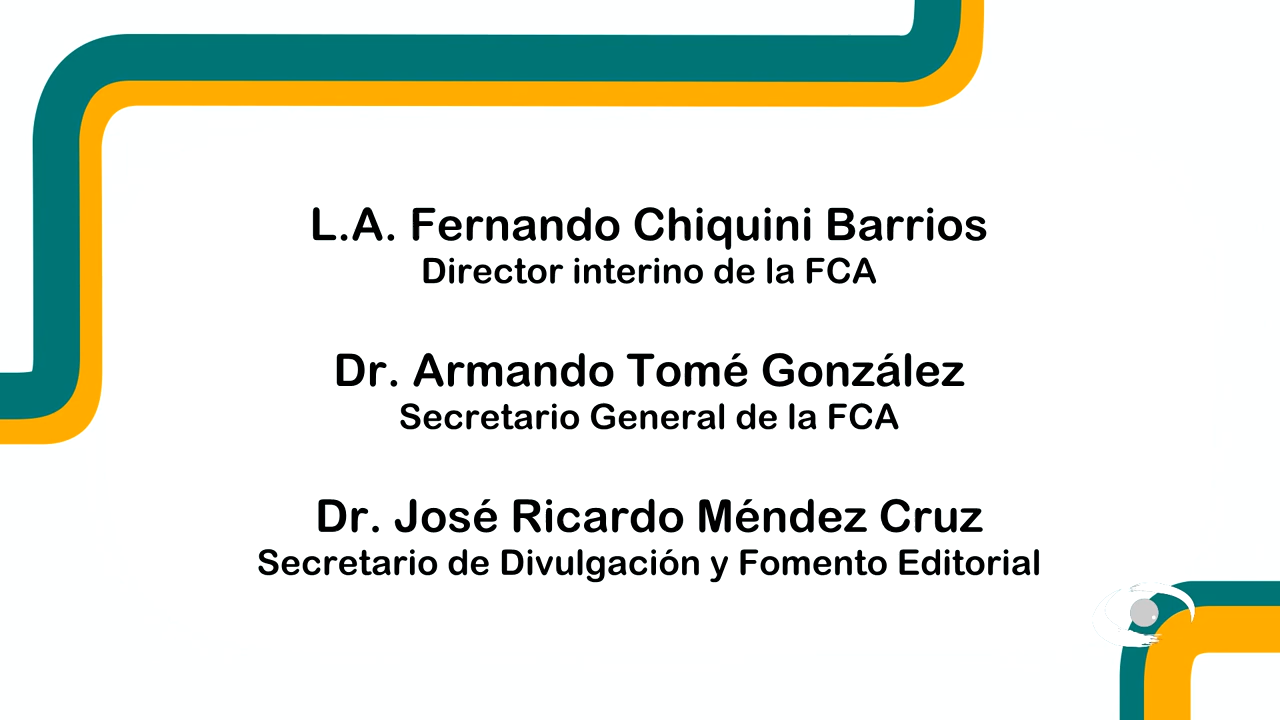 L.A. Fernando Chiquini Barrios
Director interino de la FCA
Dr. Armando Tomé González
Secretario General de la FCA
Dr. José Ricardo Méndez Cruz
Secretario de Divulgación y Fomento Editorial